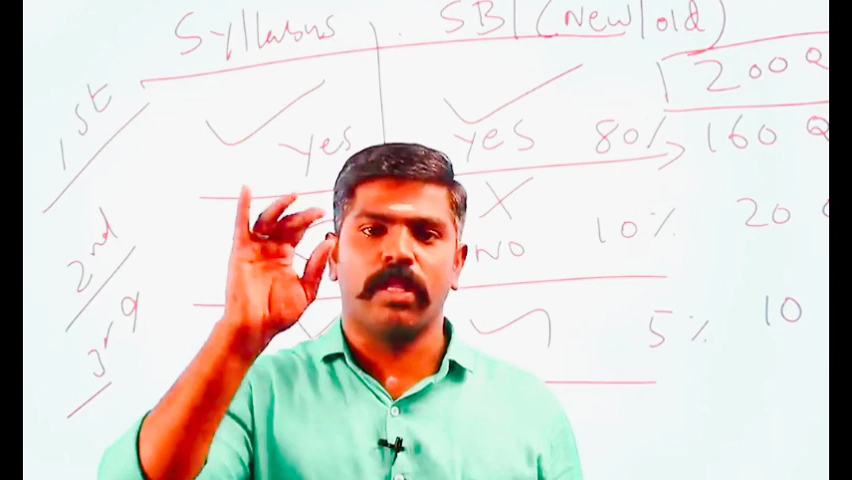 Syllabus SBI (new/old)
200 Q
1st yes yes 80% 160 Q
2nd X NO 10% 20 Q
3rd 5% 10